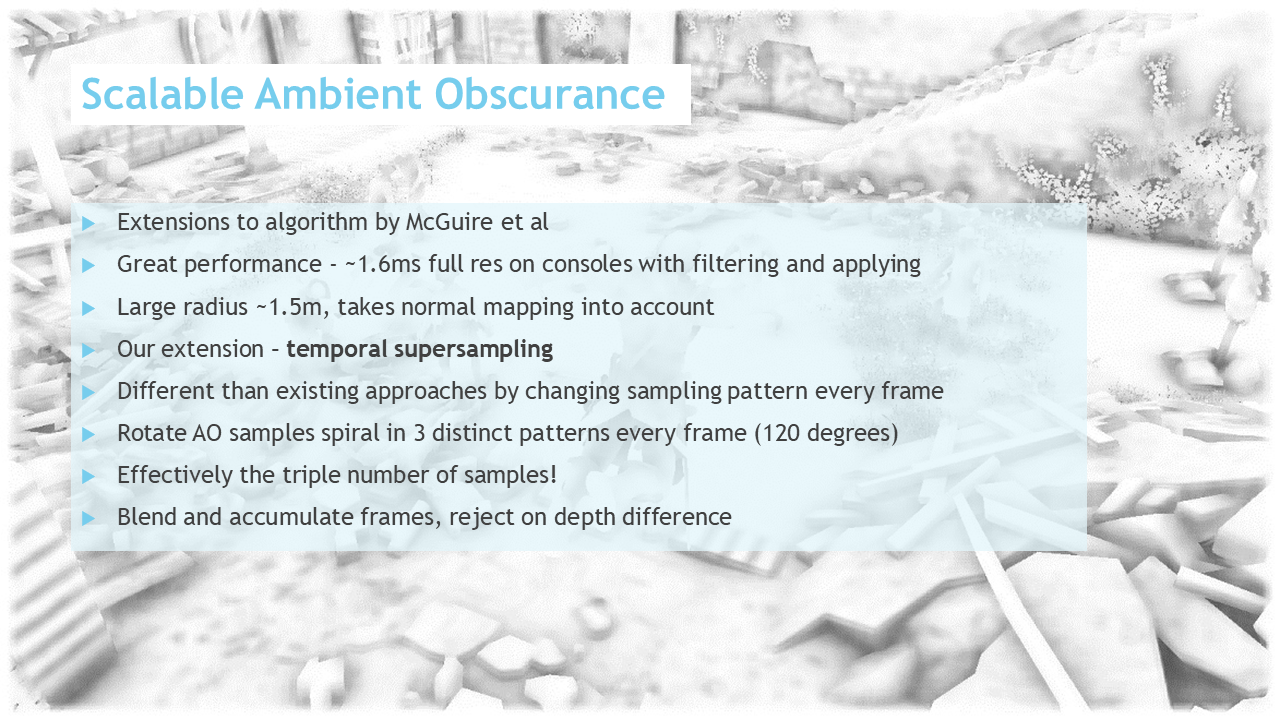 Scalable Ambient Obscurance
Extensions to algorithm by McGuire et al
Great performance - ~1.6ms full res on consoles with filtering and applying
Large radius ~1.5m, takes normal mapping into account
Our extension – temporal supersampling
Different than existing approaches by changing sampling pattern every frame
Rotate AO samples spiral in 3 distinct patterns every frame (120 degrees)
Effectively the triple number of samples!
Blend and accumulate frames, reject on depth difference